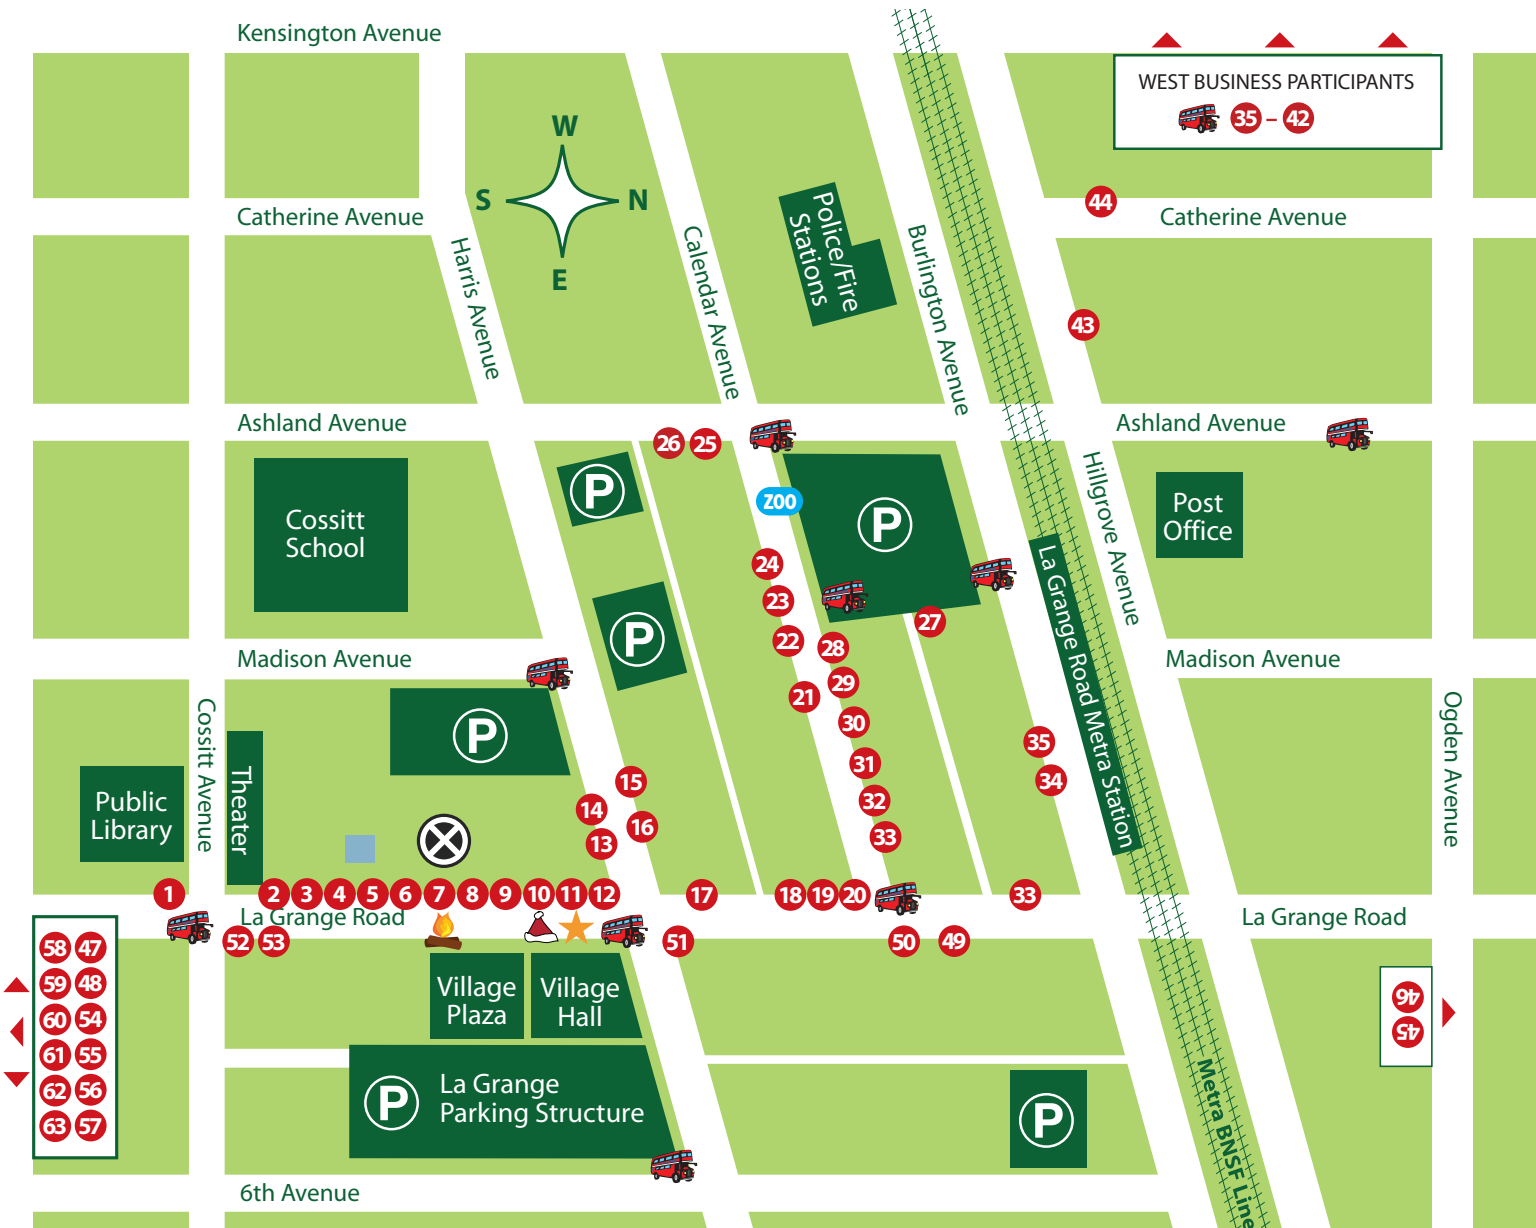 Kensington Avenue
WEST BUSINESS PARTICIPANTS
35 – 42
W
S
N
E
Catherine Avenue
44
Catherine Avenue
Harris Avenue
Calendar Avenue
Police/Fire
Stations
Burlington Avenue
43
Ashland Avenue
26
25
Ashland Avenue
Hillgrove Avenue
Cossitt
School
P
ZOO
P
Post
Office
24
23
22
21
27
28
29
30
31
32
33
La Grange Road Metra Station
P
Madison Avenue
Madison Avenue
P
Cossitt Avenue
Ogden Avenue
Theater
Public
Library
15
14
16
13
35
34
1
2
3
4
5
6
7
8
9
10
11
12
17
18
19
20
33
La Grange Road
La Grange Road
52
53
51
50
49
58 47
59 48
60 54
61 55
62 56
63 57
Village
Plaza
Village
Hall
46
45
P
La Grange
Parking Structure
P
Metra BNSF Line
6th Avenue